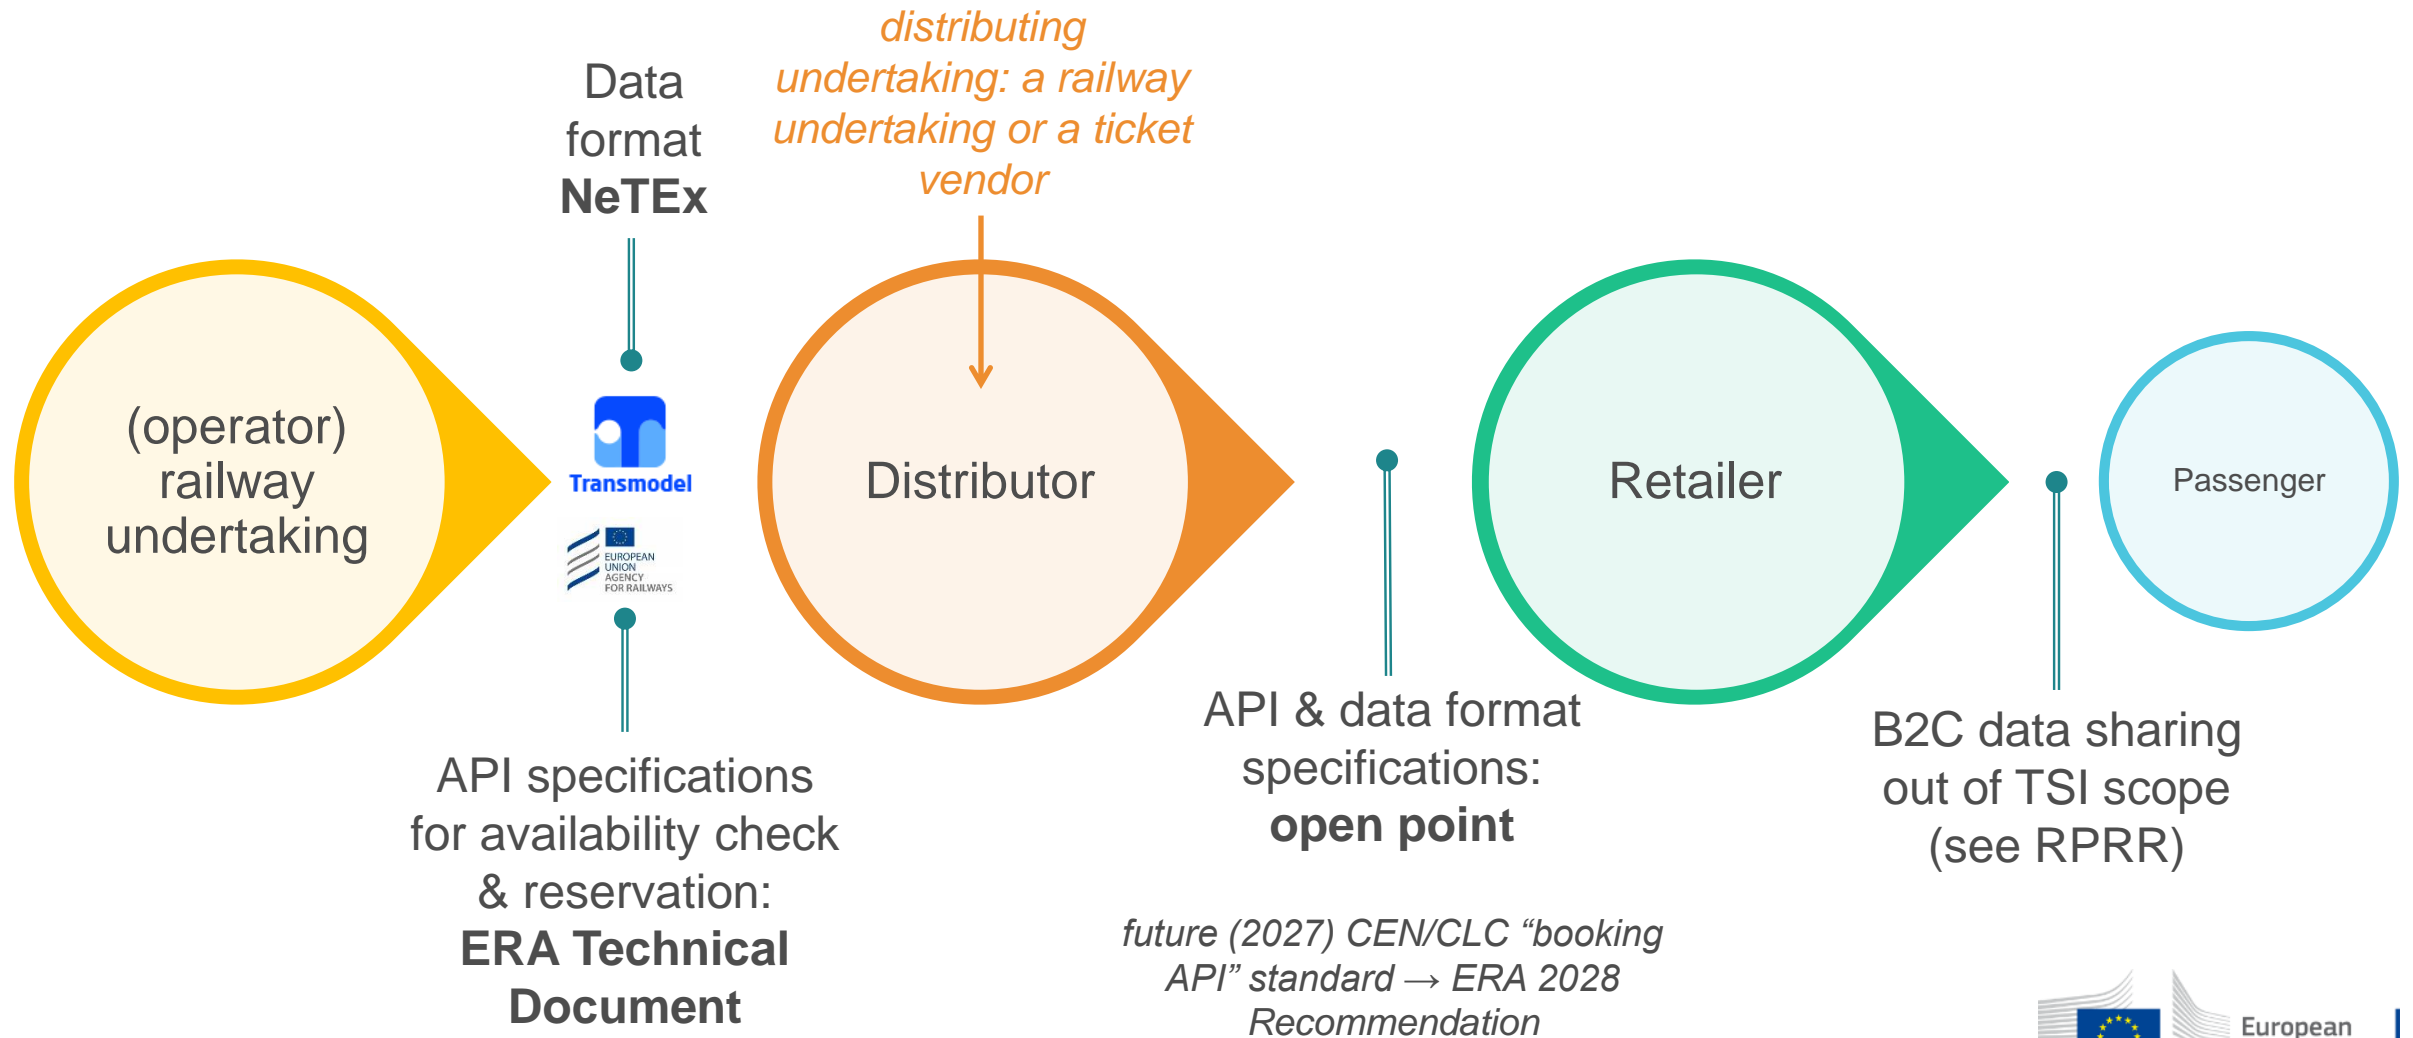 distributing
undertaking: a railway
undertaking or a ticket
vendor
Data
format
NeTEx
(operator)
railway
undertaking
Transmodel
EUROPEAN
UNION
AGENCY
FOR RAILWAYS
Distributor
Retailer
Passenger
API specifications
for availability check
& reservation:
ERA Technical
Document
API & data format
specifications:
open point
future (2027) CEN/CLC “booking
API” standard → ERA 2028
Recommendation
B2C data sharing
out of TSI scope
(see RPRR)
European